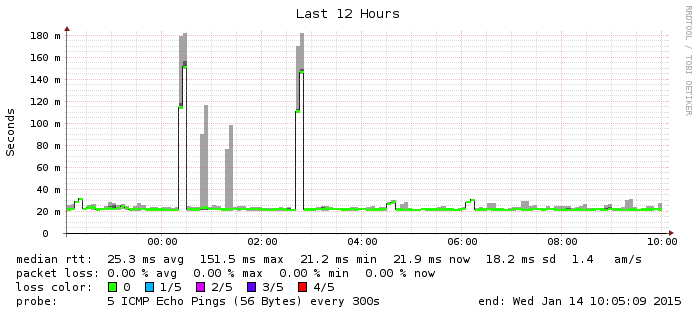 Last 12 Hours
RRDTOOL / TOBI OETIKER
Seconds
180 m
160 m
140 m
120 m
100 m
80 m
60 m
40 m
20 m
0
00:00 02:00 04:00 06:00 08:00 10:00
median rtt: 25.3 ms avg 151.5 ms max 21.2 ms min 21.9 ms now 18.2 ms sd 1.4 am/s
packet loss: 0.00 % avg 0.00 % max 0.00 % min 0.00 % now
loss color: 0 1/5 2/5 3/5 4/5
probe: 5 ICMP Echo Pings (56 Bytes) every 300s end: Wed Jan 14 10:05:09 2015